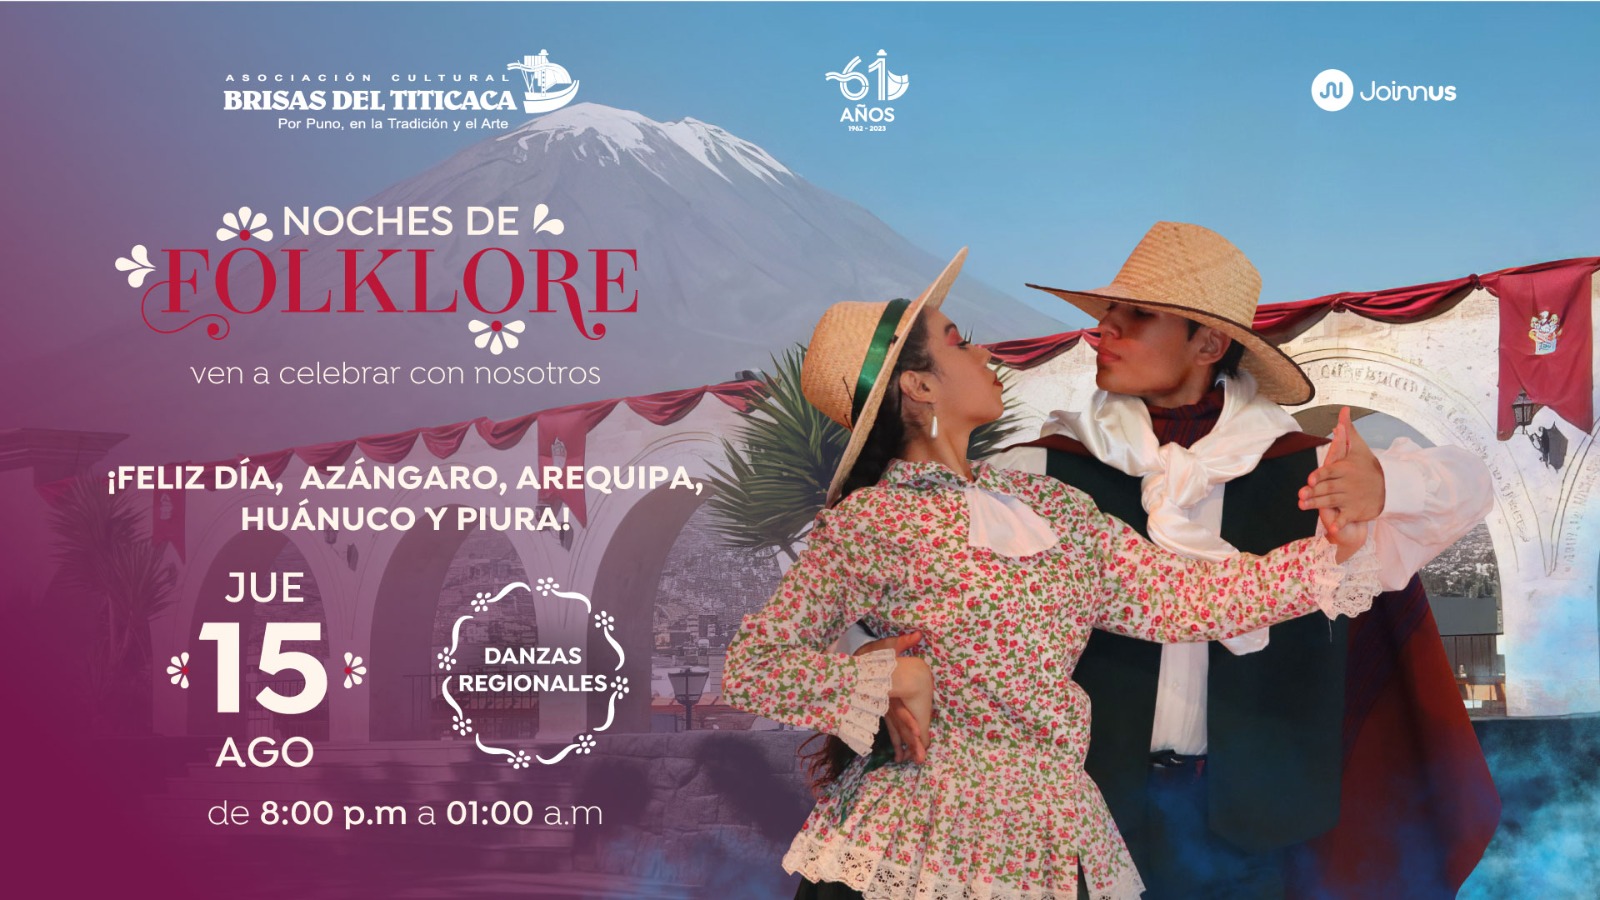 ASOCIACIÓN CULTURAL
BRISAS DEL TITICACA
Por Puno, en la Tradición y el Arte
61
AÑOS
1962 - 2023
Joinnus
NOCHES DE
FOLKLORE
ven a celebrar con nosotros
¡FELIZ DÍA, AZÁNGARO, AREQUIPA,
HUÁNUCO Y PIURA!
JUE
15
AGO
DANZAS
REGIONALES
de 8:00 p.m a 01:00 a.m